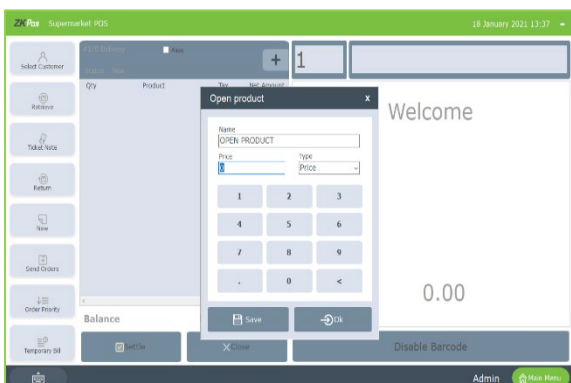 ZKPos Supermarket POS
18 January 2021 13:37
Select Customer
Retrieve
Ticket Note
Return
New
Send Orders
Order Priority
Temporary Bill
+
1
Qty Product Tax Net Amount
Open product x
Name
OPEN PRODUCT
Price Type
0 Price
1 2 3
4 5 6
7 8 9
. 0 <
Save Ok
Welcome
0.00
Balance
Settle Close Disable Barcode
Admin Main Menu